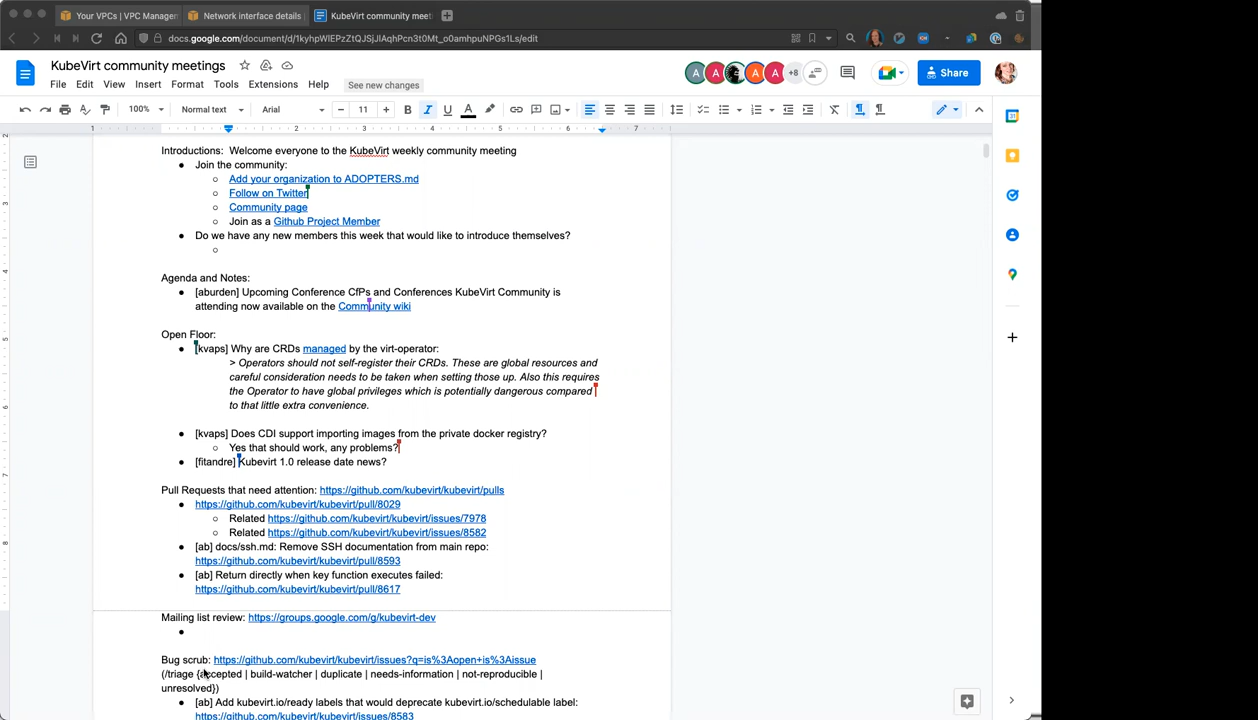 Your VPCs | VPC Managem
Network interface details
KubeVirt community meet
docs.google.com/document/d/1kyhpWIEPzZtQJSjJIAqhPcn3t0Mt_o0amhpuNPGs1Ls/edit
KubeVirt community meetings
File Edit View Insert Format Tools Extensions Help See new changes
A A A A +8 Share
100% Normal text Arial 11 B I U A
1 1 2 3 4 5 6 7
Introductions: Welcome everyone to the KubeVirt weekly community meeting
Join the community:
Add your organization to ADOPTERS.md
Follow on Twitter
Community page
Join as a Github Project Member
Do we have any new members this week that would like to introduce themselves?
Agenda and Notes:
[aburden] Upcoming Conference CfPs and Conferences KubeVirt Community is
attending now available on the Community wiki
Open Floor:
[kvaps] Why are CRDs managed by the virt-operator:
> Operators should not self-register their CRDs. These are global resources and
careful consideration needs to be taken when setting those up. Also this requires
the Operator to have global privileges which is potentially dangerous compared
to that little extra convenience.
[kvaps] Does CDI support importing images from the private docker registry?
Yes that should work, any problems?
[fitandre] Kubevirt 1.0 release date news?
Pull Requests that need attention: https://github.com/kubevirt/kubevirt/pulls
https://github.com/kubevirt/kubevirt/pull/8029
Related https://github.com/kubevirt/kubevirt/issues/7978
Related https://github.com/kubevirt/kubevirt/issues/8582
[ab] docs/ssh.md: Remove SSH documentation from main repo:
https://github.com/kubevirt/kubevirt/pull/8593
[ab] Return directly when key function executes failed:
https://github.com/kubevirt/kubevirt/pull/8617
Mailing list review: https://groups.google.com/g/kubevirt-dev
Bug scrub: https://github.com/kubevirt/kubevirt/issues?q=is%3Aopen+is%3Aissue
(/triage {accepted | build-watcher | duplicate | needs-information | not-reproducible |
unresolved})
[ab] Add kubevirt.io/ready labels that would deprecate kubevirt.io/schedulable label:
https://github.com/kubevirt/kubevirt/issues/8583